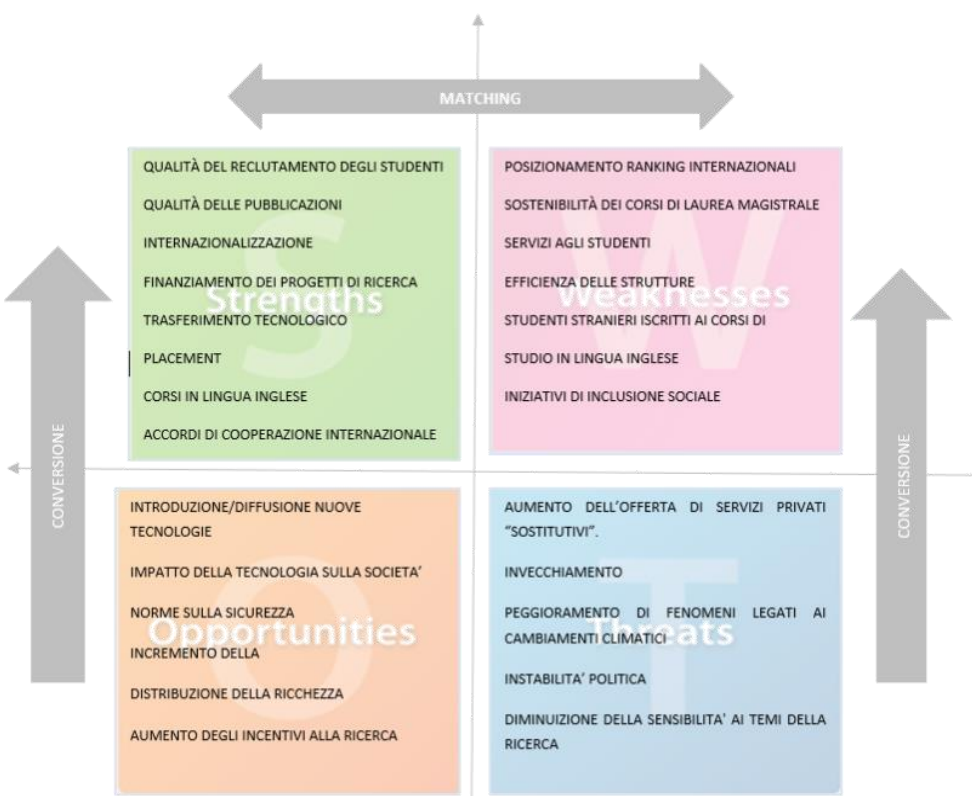 MATCHING
QUALITÀ DEL RECLUTAMENTO DEGLI STUDENTI
QUALITÀ DELLE PUBBLICAZIONI
INTERNAZIONALIZZAZIONE
FINANZIAMENTO DEI PROGETTI DI RICERCA
TRASFERIMENTO TECNOLOGICO
PLACEMENT
CORSI IN LINGUA INGLESE
ACCORDI DI COOPERAZIONE INTERNAZIONALE
S
Strengths
POSIZIONAMENTO RANKING INTERNAZIONALI
SOSTENIBILITÀ DEI CORSI DI LAUREA MAGISTRALE
SERVIZI AGLI STUDENTI
EFFICIENZA DELLE STRUTTURE
STUDENTI STRANIERI ISCRITTI AI CORSI DI
STUDIO IN LINGUA INGLESE
INIZIATIVI DI INCLUSIONE SOCIALE
W
Weaknesses
CONVERSIONE
CONVERSIONE
INTRODUZIONE/DIFFUSIONE NUOVE
TECNOLOGIE
IMPATTO DELLA TECNOLOGIA SULLA SOCIETA'
NORME SULLA SICUREZZA
INCREMENTO DELLA
DISTRIBUZIONE DELLA RICCHEZZA
AUMENTO DEGLI INCENTIVI ALLA RICERCA
O
Opportunities
AUMENTO DELL'OFFERTA DI SERVIZI PRIVATI
"SOSTITUTIVI".
INVECCHIAMENTO
PEGGIORAMENTO DI FENOMENI LEGATI AI
CAMBIAMENTI CLIMATICI
INSTABILITA' POLITICA
DIMINUIZIONE DELLA SENSIBILITA' AI TEMI DELLA
RICERCA
T
Threats